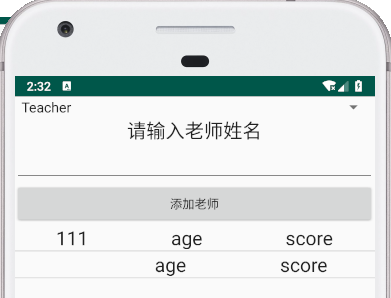 2:32
Teacher
请输入老师姓名
添加老师
111 age score
age score